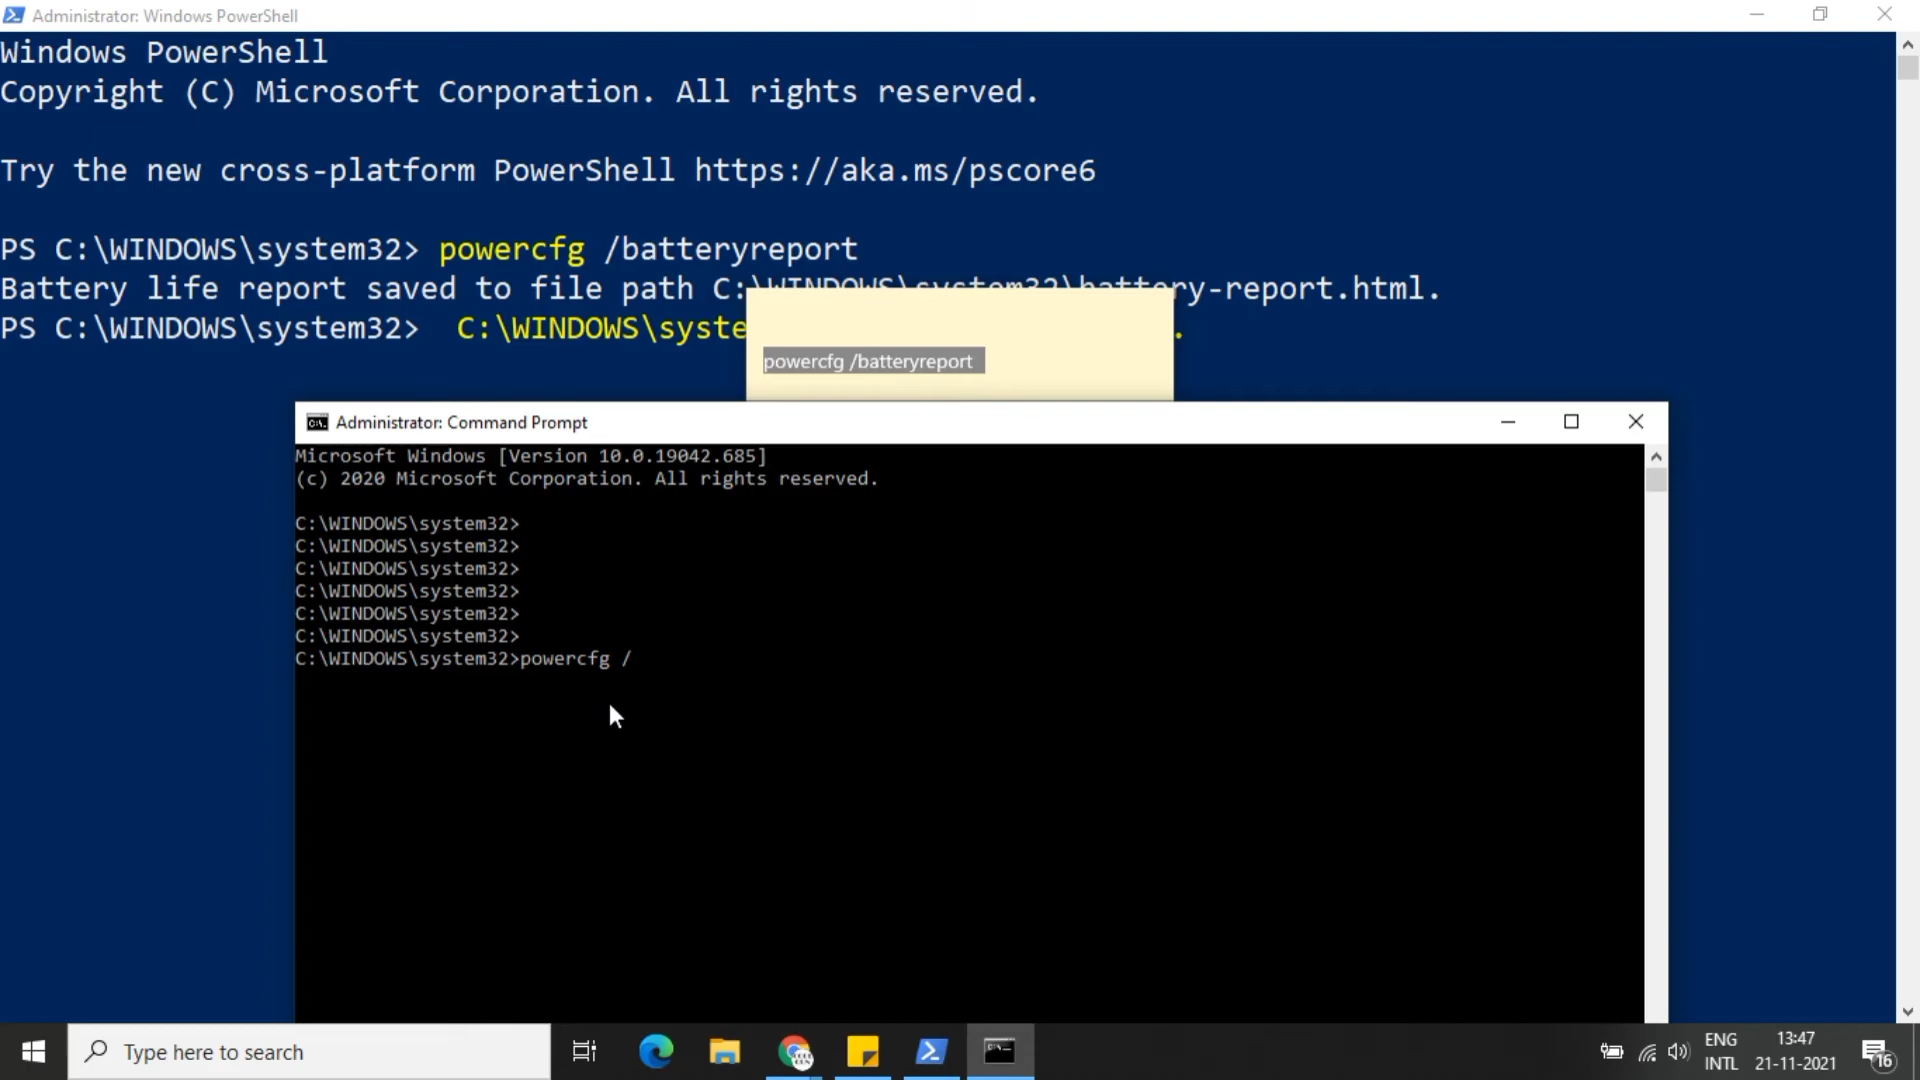 Administrator: Windows PowerShell
Windows PowerShell
Copyright (C) Microsoft Corporation. All rights reserved.
Try the new cross-platform PowerShell https://aka.ms/pscore6
PS C:\WINDOWS\system32> powercfg /batteryreport
Battery life report saved to file path C:\WINDOWS\system32\battery-report.html.
PS C:\WINDOWS\system32> C:\WINDOWS\syste .
powercfg /batteryreport
Administrator: Command Prompt
Microsoft Windows [Version 10.0.19042.685]
(c) 2020 Microsoft Corporation. All rights reserved.
C:\WINDOWS\system32>
C:\WINDOWS\system32>
C:\WINDOWS\system32>
C:\WINDOWS\system32>
C:\WINDOWS\system32>
C:\WINDOWS\system32>
C:\WINDOWS\system32>powercfg /
Type here to search
ENG
INTL
13:47
21-11-2021
16